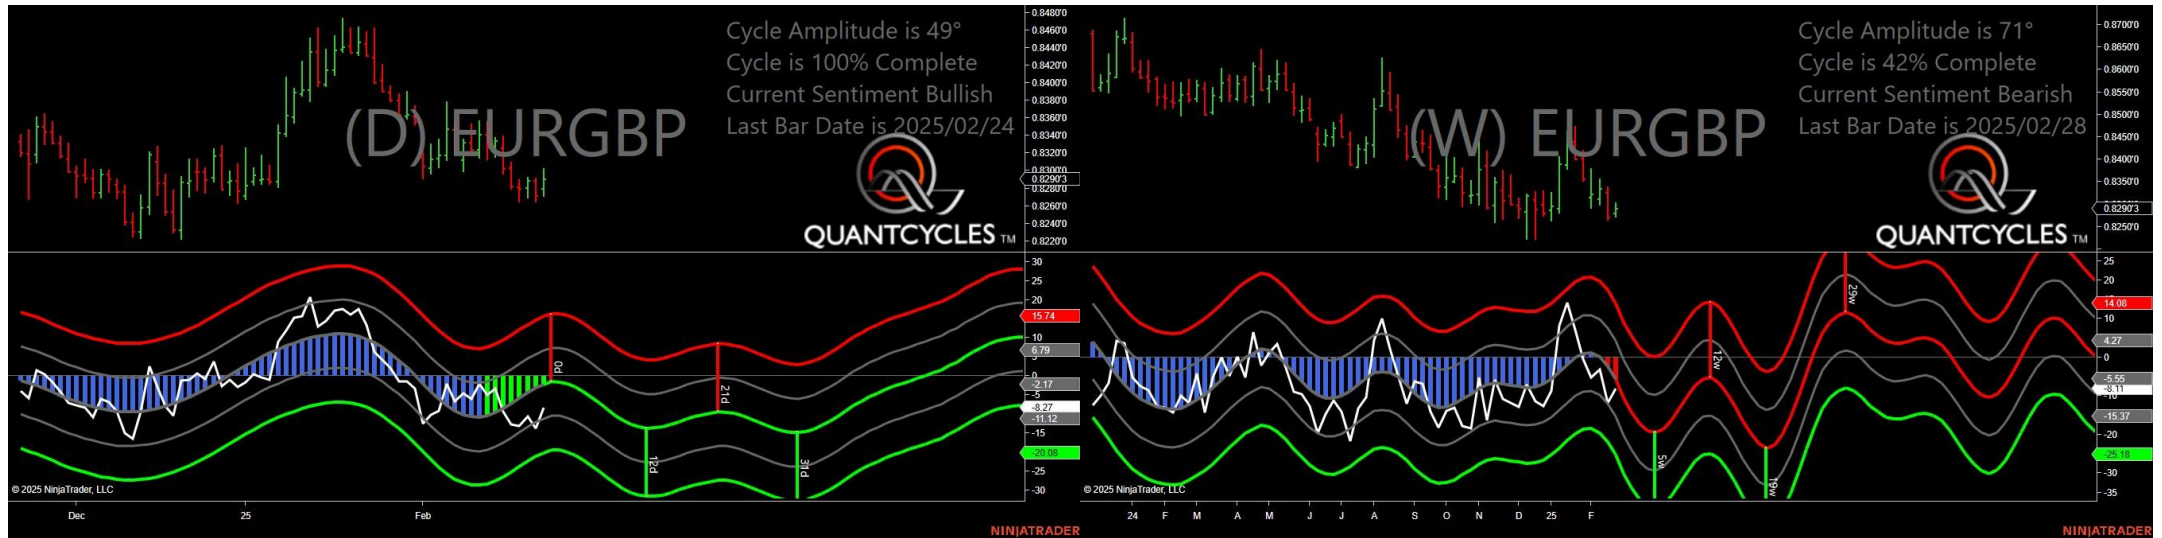 Cycle Amplitude is 49°
Cycle is 100% Complete
Current Sentiment Bullish
Last Bar Date is 2025/02/24
(D) EURGBP
QUANTCYCLES TM
0.8480'0
0.8460'0
0.8440'0
0.8420'0
0.8400'0
0.8380'0
0.8360'0
0.8340'0
0.8320'0
0.8290'3
0.8280'0
0.8260'0
0.8240'0
0.8220'0
30
25
20
15.74
10
6.79
0
-2.17
-5
-8.27
-11.12
-15
-20.08
-25
-30
0d
21d
12d
31d
© 2025 NinjaTrader, LLC
Dec
25
Feb
NINJATRADER
Cycle Amplitude is 71°
Cycle is 42% Complete
Current Sentiment Bearish
Last Bar Date is 2025/02/28
(W) EURGBP
QUANTCYCLES TM
0.8700'0
0.8650'0
0.8600'0
0.8550'0
0.8500'0
0.8450'0
0.8400'0
0.8350'0
0.8290'3
0.8250'0
25
20
14.08
10
4.27
0
-5.55
-8.11
-10
-15.37
-20
-25.18
-30
-35
29w
12w
5w
19w
© 2025 NinjaTrader, LLC
24
F
M
A
M
J
J
A
S
O
N
D
25
F
NINJATRADER